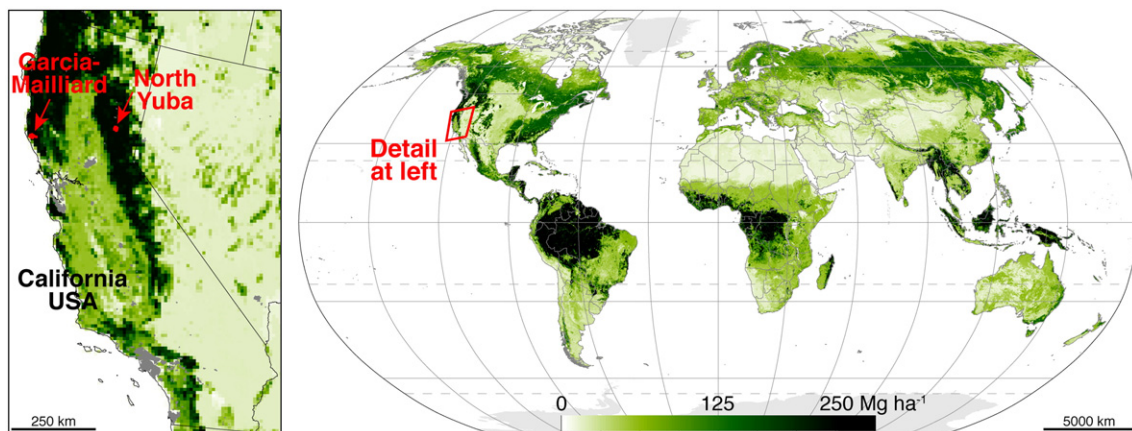 Garcia-
Mailliard
North
Yuba
California
USA
250 km
Detail
at left
0 125 250 Mg ha⁻¹
5000 km